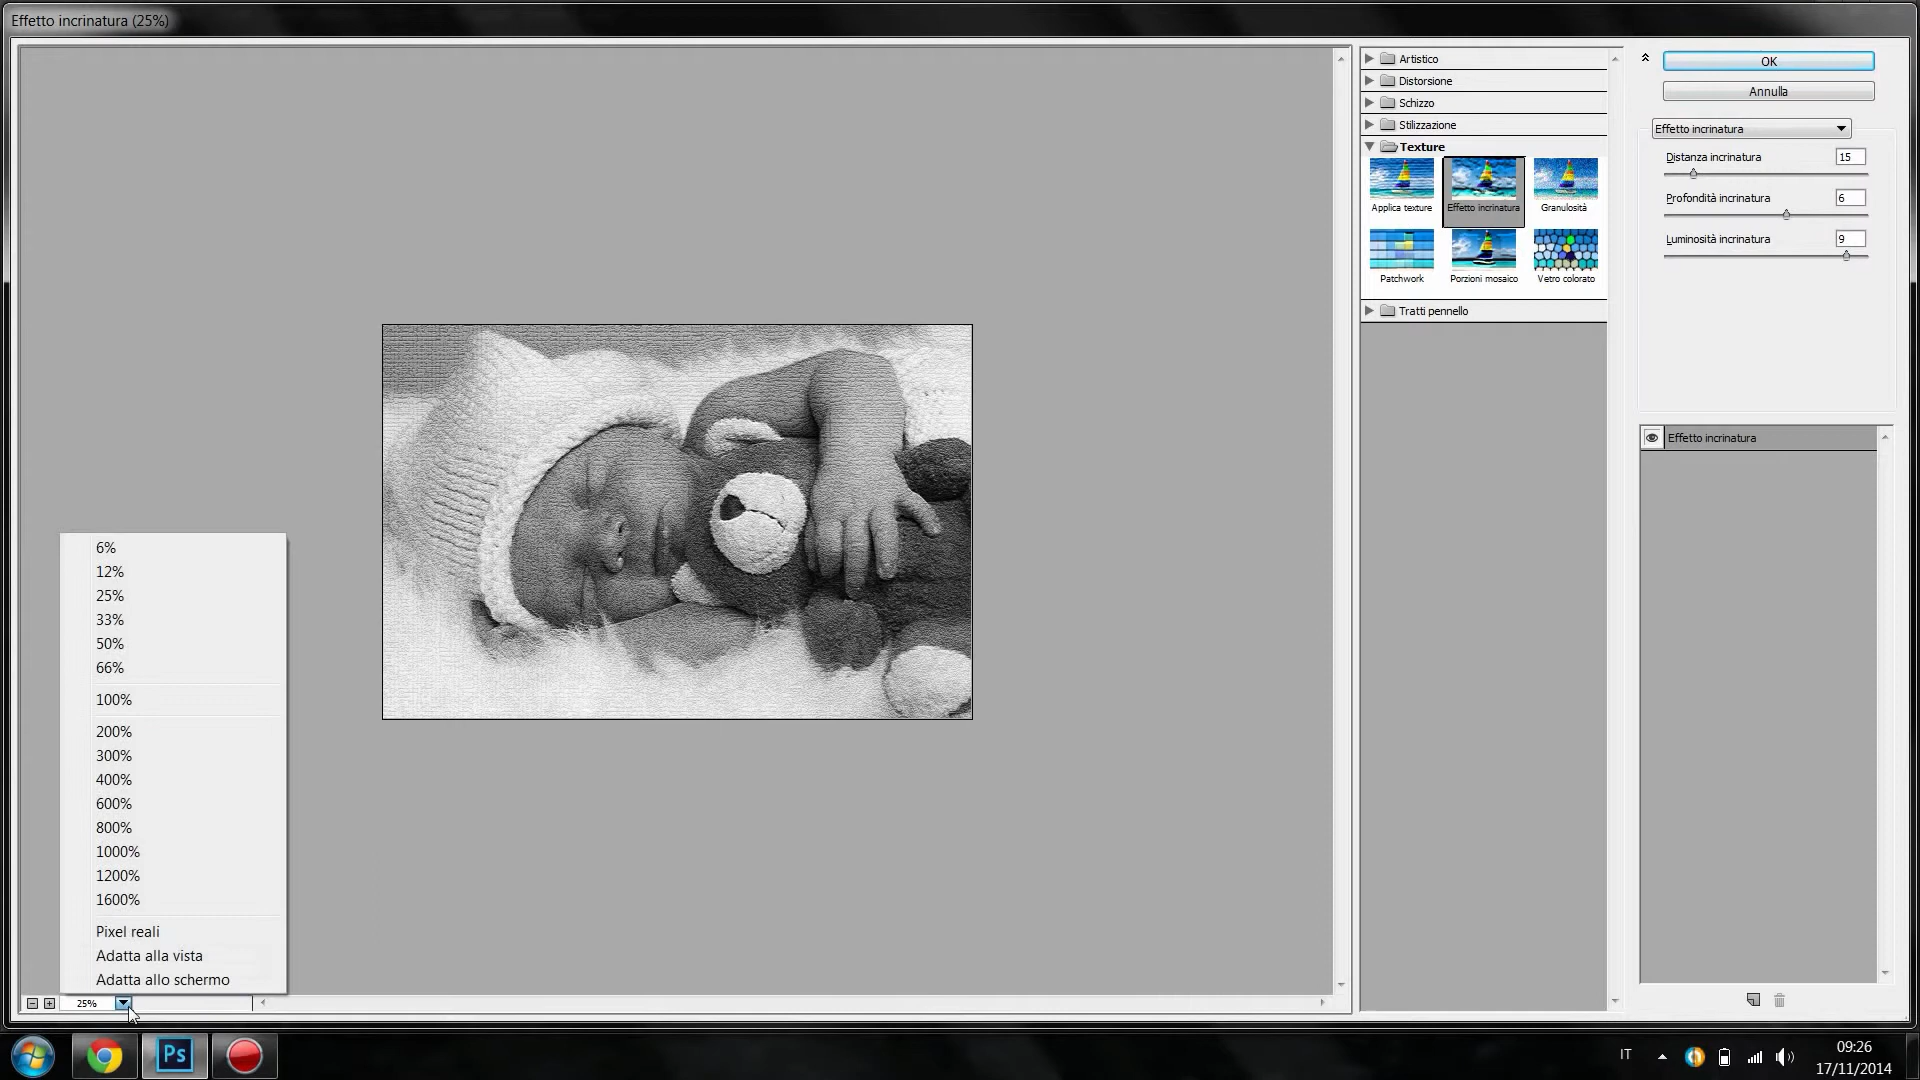 Effetto incrinatura (25%)
Artistico
Distorsione
Schizzo
Stilizzazione
Texture
Applica texture
Effetto incrinatura
Granulosità
Patchwork
Porzioni mosaico
Vetro colorato
Tratti pennello
OK
Annulla
Effetto incrinatura
Distanza incrinatura
15
Profondità incrinatura
6
Luminosità incrinatura
9
Effetto incrinatura
6%
12%
25%
33%
50%
66%
100%
200%
300%
400%
600%
800%
1000%
1200%
1600%
Pixel reali
Adatta alla vista
Adatta allo schermo
25%
Ps
IT
09:26
17/11/2014